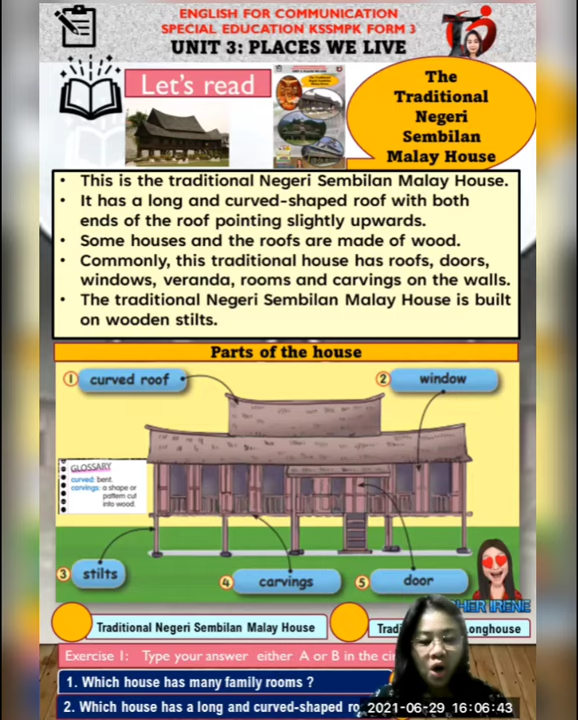 ENGLISH FOR COMMUNICATION
SPECIAL EDUCATION KSSMPK FORM 3
UNIT 3: PLACES WE LIVE
Let's read
The
Traditional
Negeri
Sembilan
Malay House
• This is the traditional Negeri Sembilan Malay House.
• It has a long and curved-shaped roof with both
ends of the roof pointing slightly upwards.
• Some houses and the roofs are made of wood.
• Commonly, this traditional house has roofs, doors,
windows, veranda, rooms and carvings on the walls.
• The traditional Negeri Sembilan Malay House is built
on wooden stilts.
Parts of the house
1 curved roof
2 window
GLOSSARY
curved: bent
carvings: a shape or
pattern cut
into wood
3 stilts
4 carvings
5 door
HER IRENE
Traditional Negeri Sembilan Malay House
Longhouse
Exercise 1: Type your answer either A or B in the
1. Which house has many family rooms ?
2. Which house has a long and curved-shaped
2021-06-29 16:06:43